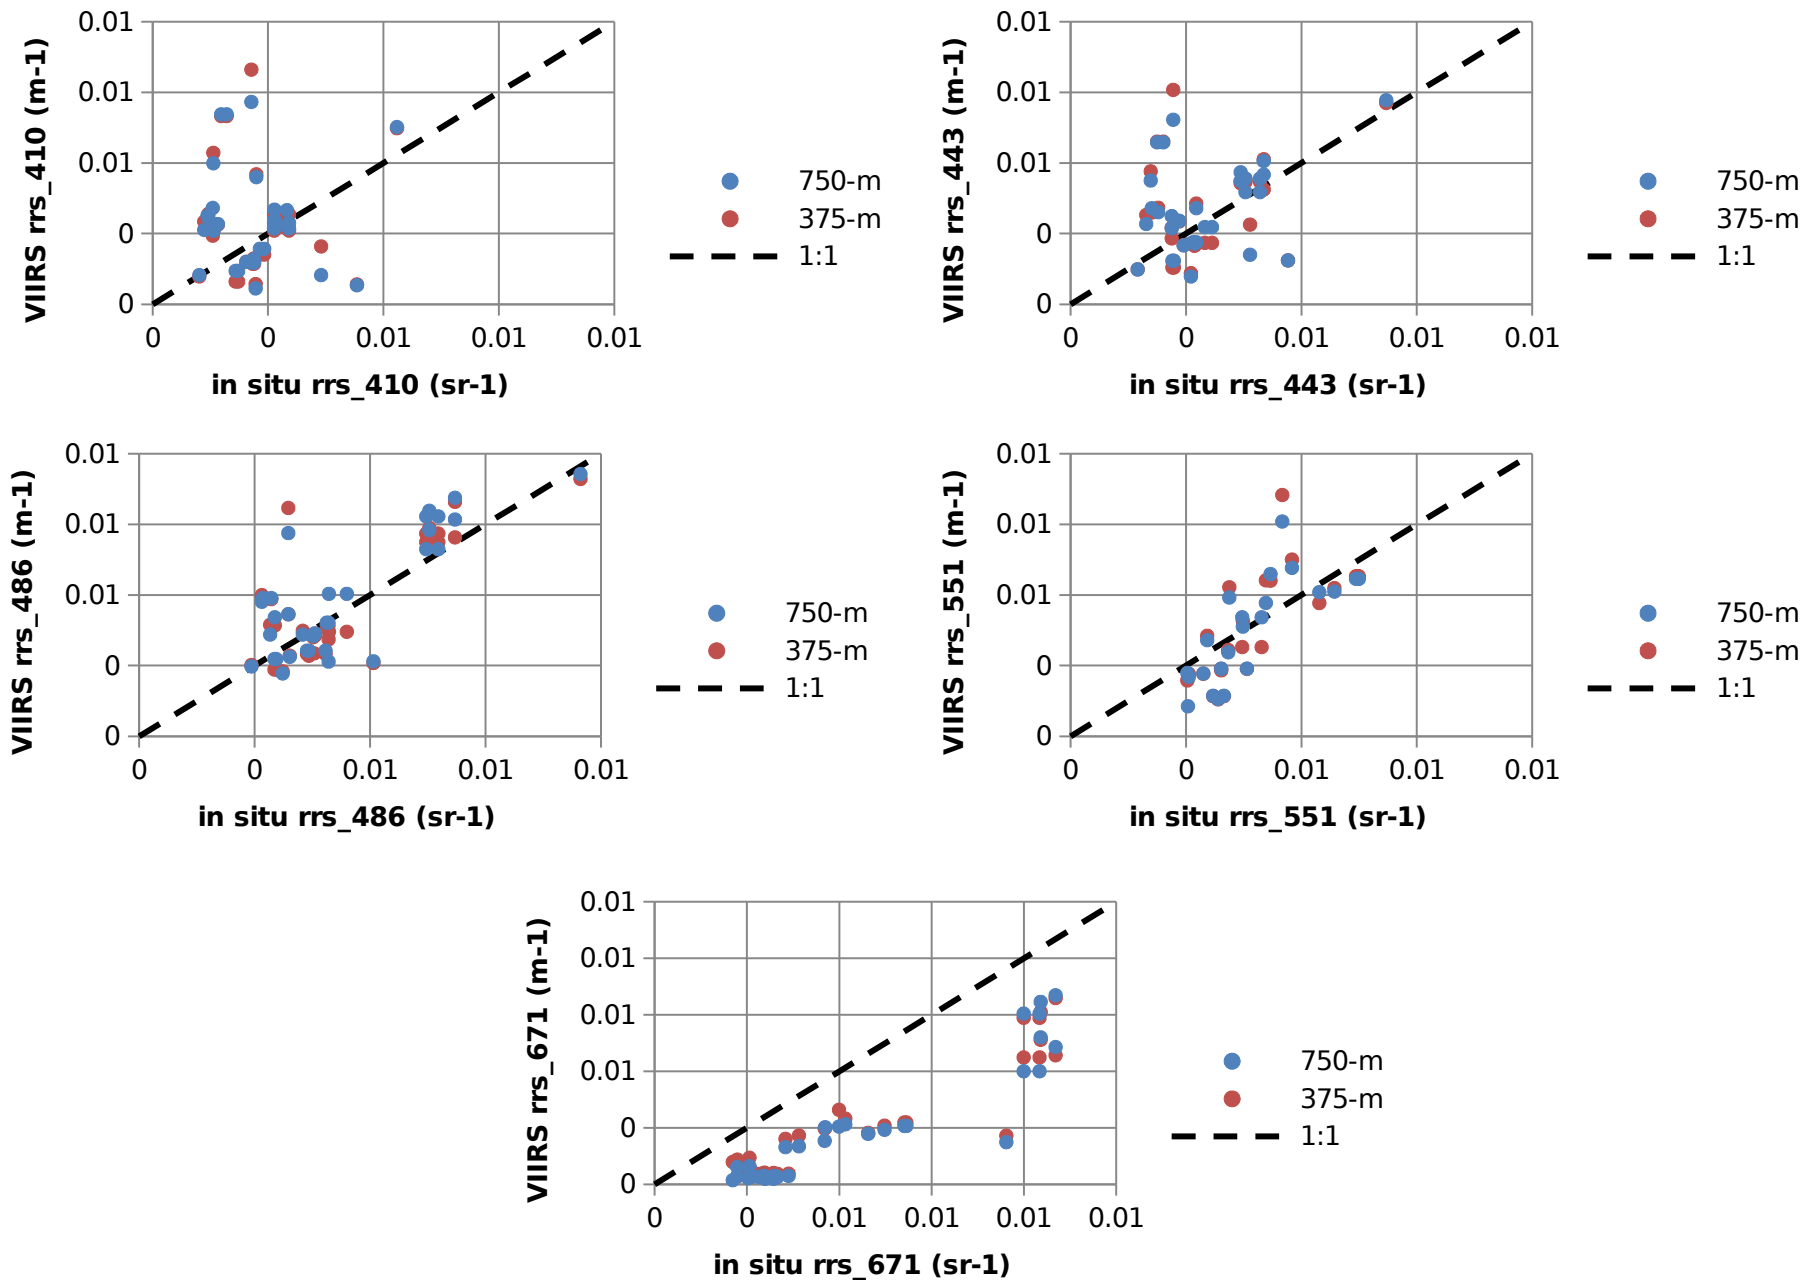 VIIRS rrs_410 (m-1)
0.01
0.01
0.01
0
0
0 0 0.01 0.01 0.01
in situ rrs_410 (sr-1)
750-m
375-m
1:1
VIIRS rrs_443 (m-1)
0.01
0.01
0.01
0
0
0 0 0.01 0.01 0.01
in situ rrs_443 (sr-1)
750-m
375-m
1:1
VIIRS rrs_486 (m-1)
0.01
0.01
0.01
0
0
0 0 0.01 0.01 0.01
in situ rrs_486 (sr-1)
750-m
375-m
1:1
VIIRS rrs_551 (m-1)
0.01
0.01
0.01
0
0
0 0 0.01 0.01 0.01
in situ rrs_551 (sr-1)
750-m
375-m
1:1
VIIRS rrs_671 (m-1)
0.01
0.01
0.01
0.01
0
0
0 0 0.01 0.01 0.01 0.01
in situ rrs_671 (sr-1)
750-m
375-m
1:1